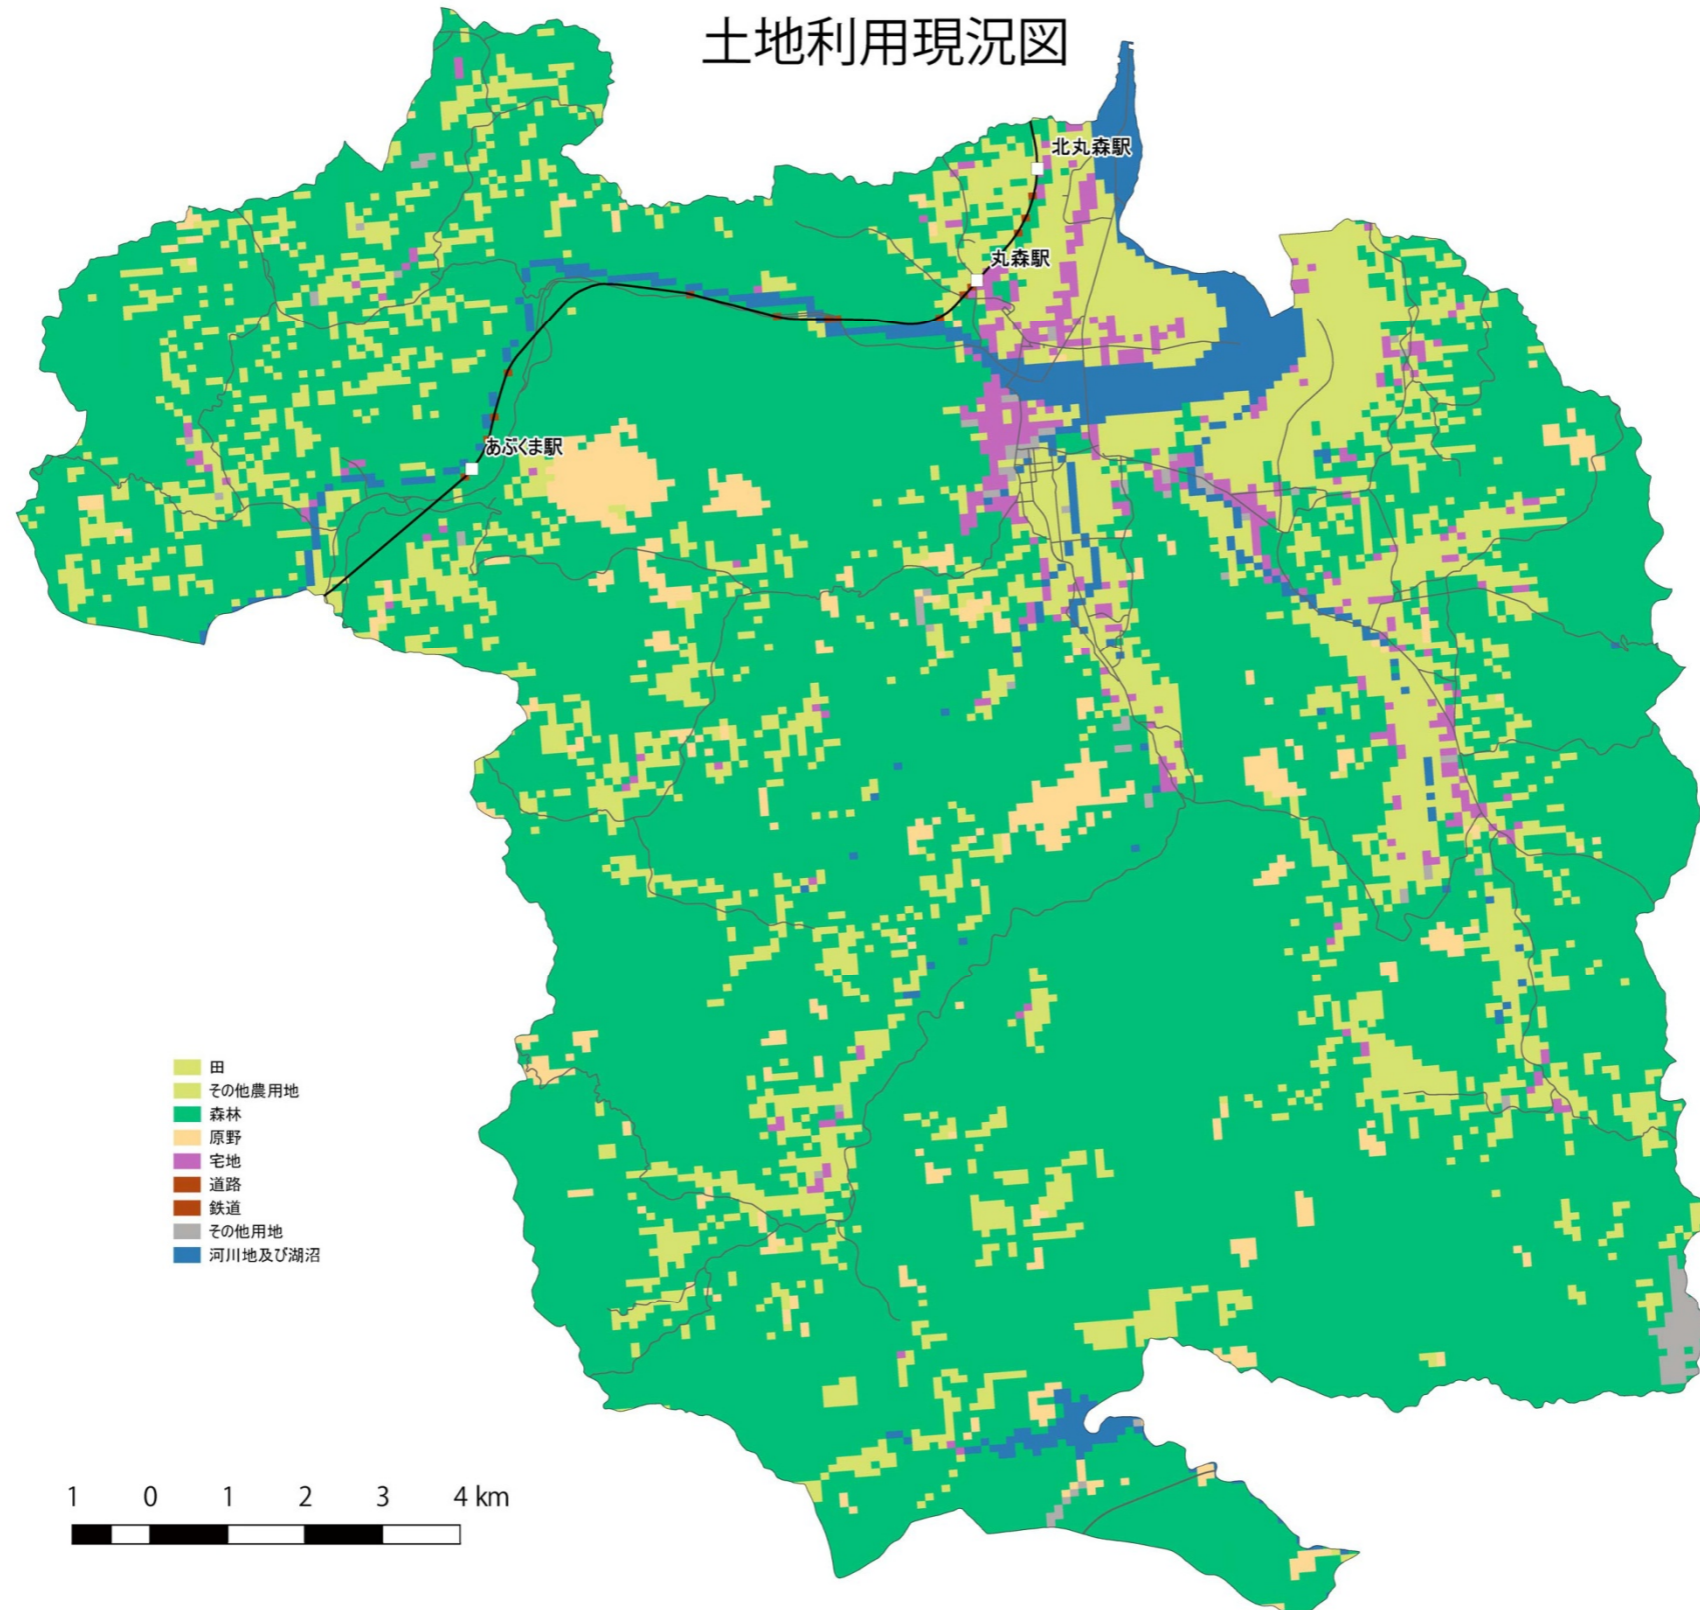 土地利用現況図
北丸森駅
丸森駅
あぶくま駅
田
その他農用地
森林
原野
宅地
道路
鉄道
その他用地
河川地及び湖沼
1 0 1 2 3 4 km